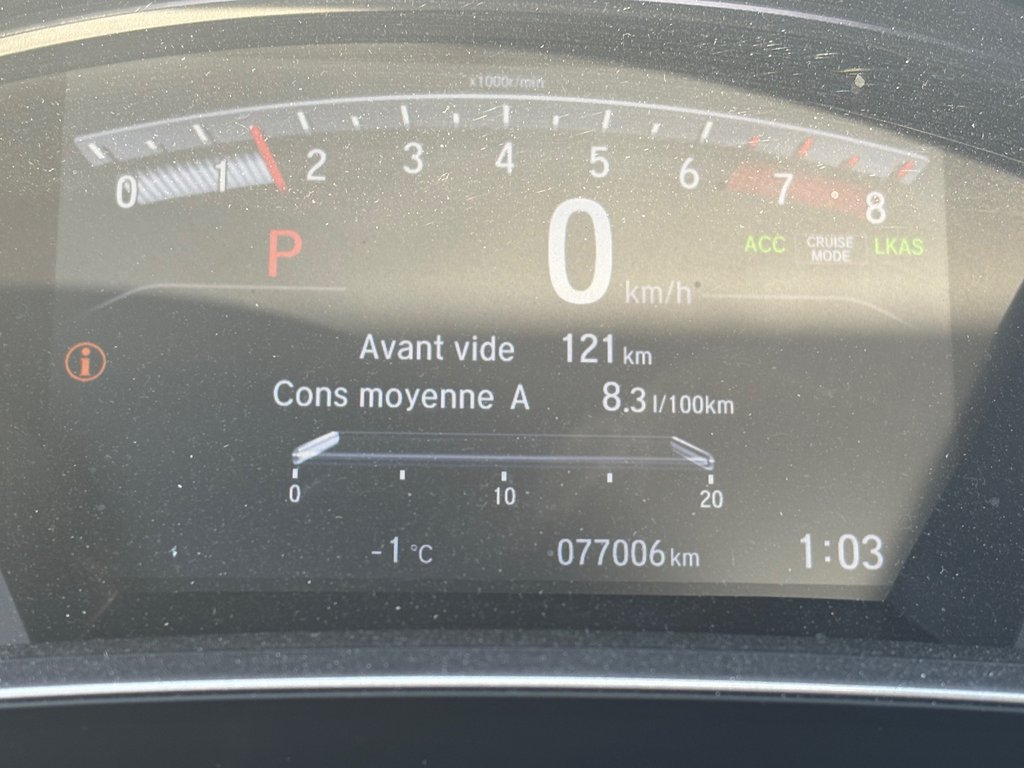 x1000r/min
0 1 2 3 4 5 6 7 8
P 0 km/h ACC CRUISE MODE LKAS
i
Avant vide 121 km
Cons moyenne A 8.3 l/100km
0 10 20
-1 °C 077006 km 1:03